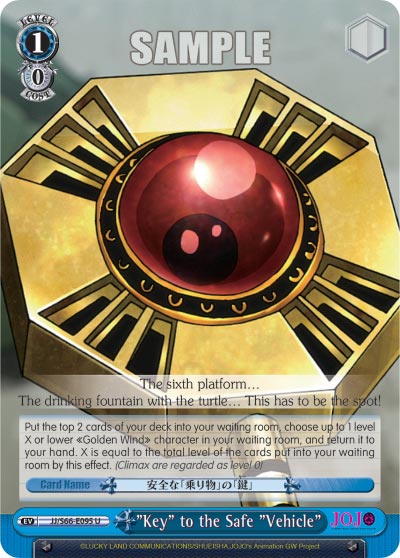 LEVEL
1
0
COST
SAMPLE
The sixth platform…
The drinking fountain with the turtle… This has to be the spot!
Put the top 2 cards of your deck into your waiting room, choose up to 1 level
X or lower «Golden Wind» character in your waiting room, and return it to
your hand. X is equal to the total level of the cards put into your waiting
room by this effect. (Climax are regarded as level 0)
Card Name 安全な「乗り物」の「鍵」
EV JJ/S66-E095 U "Key" to the Safe "Vehicle" JOJO
©LUCKY LAND COMMUNICATIONS/SHUEISHA,JOJO's Animation GW Project